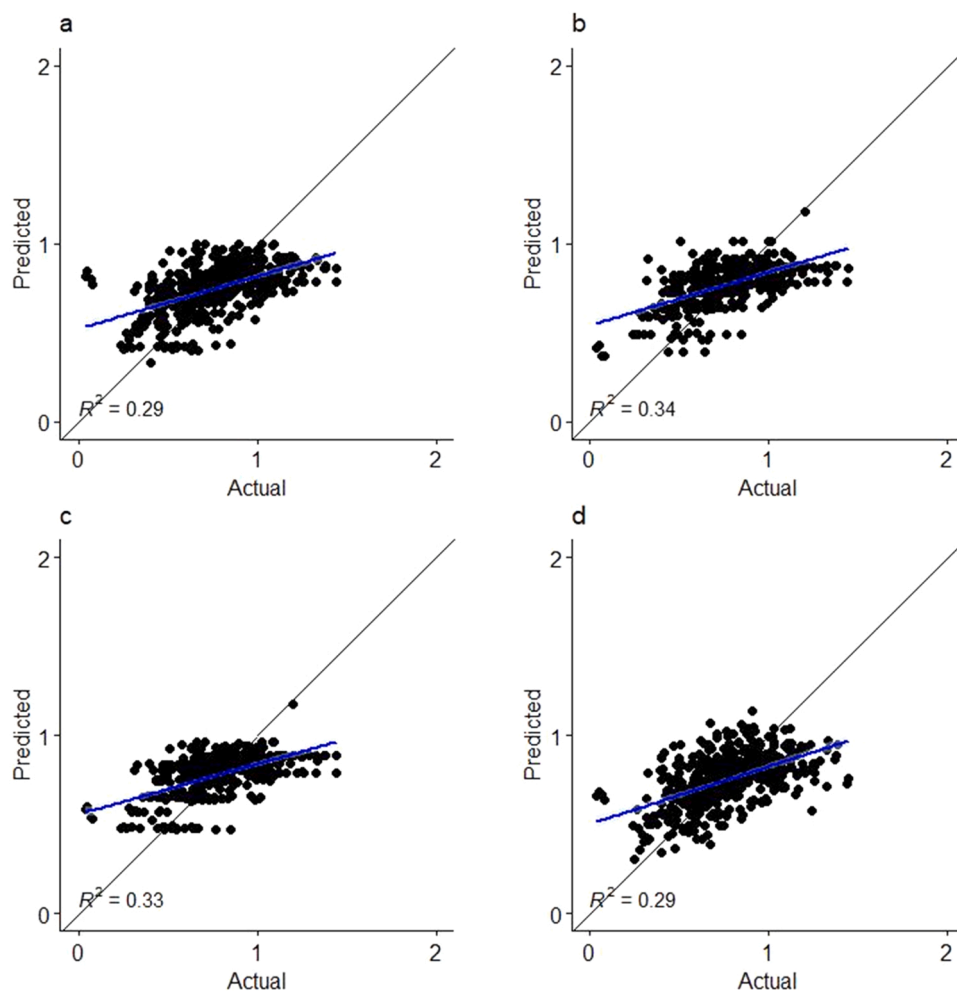 a
2
1
0
Predicted
R² = 0.29
0 1 2
Actual
b
2
1
0
Predicted
R² = 0.34
0 1 2
Actual
c
2
1
0
Predicted
R² = 0.33
0 1 2
Actual
d
2
1
0
Predicted
R² = 0.29
0 1 2
Actual